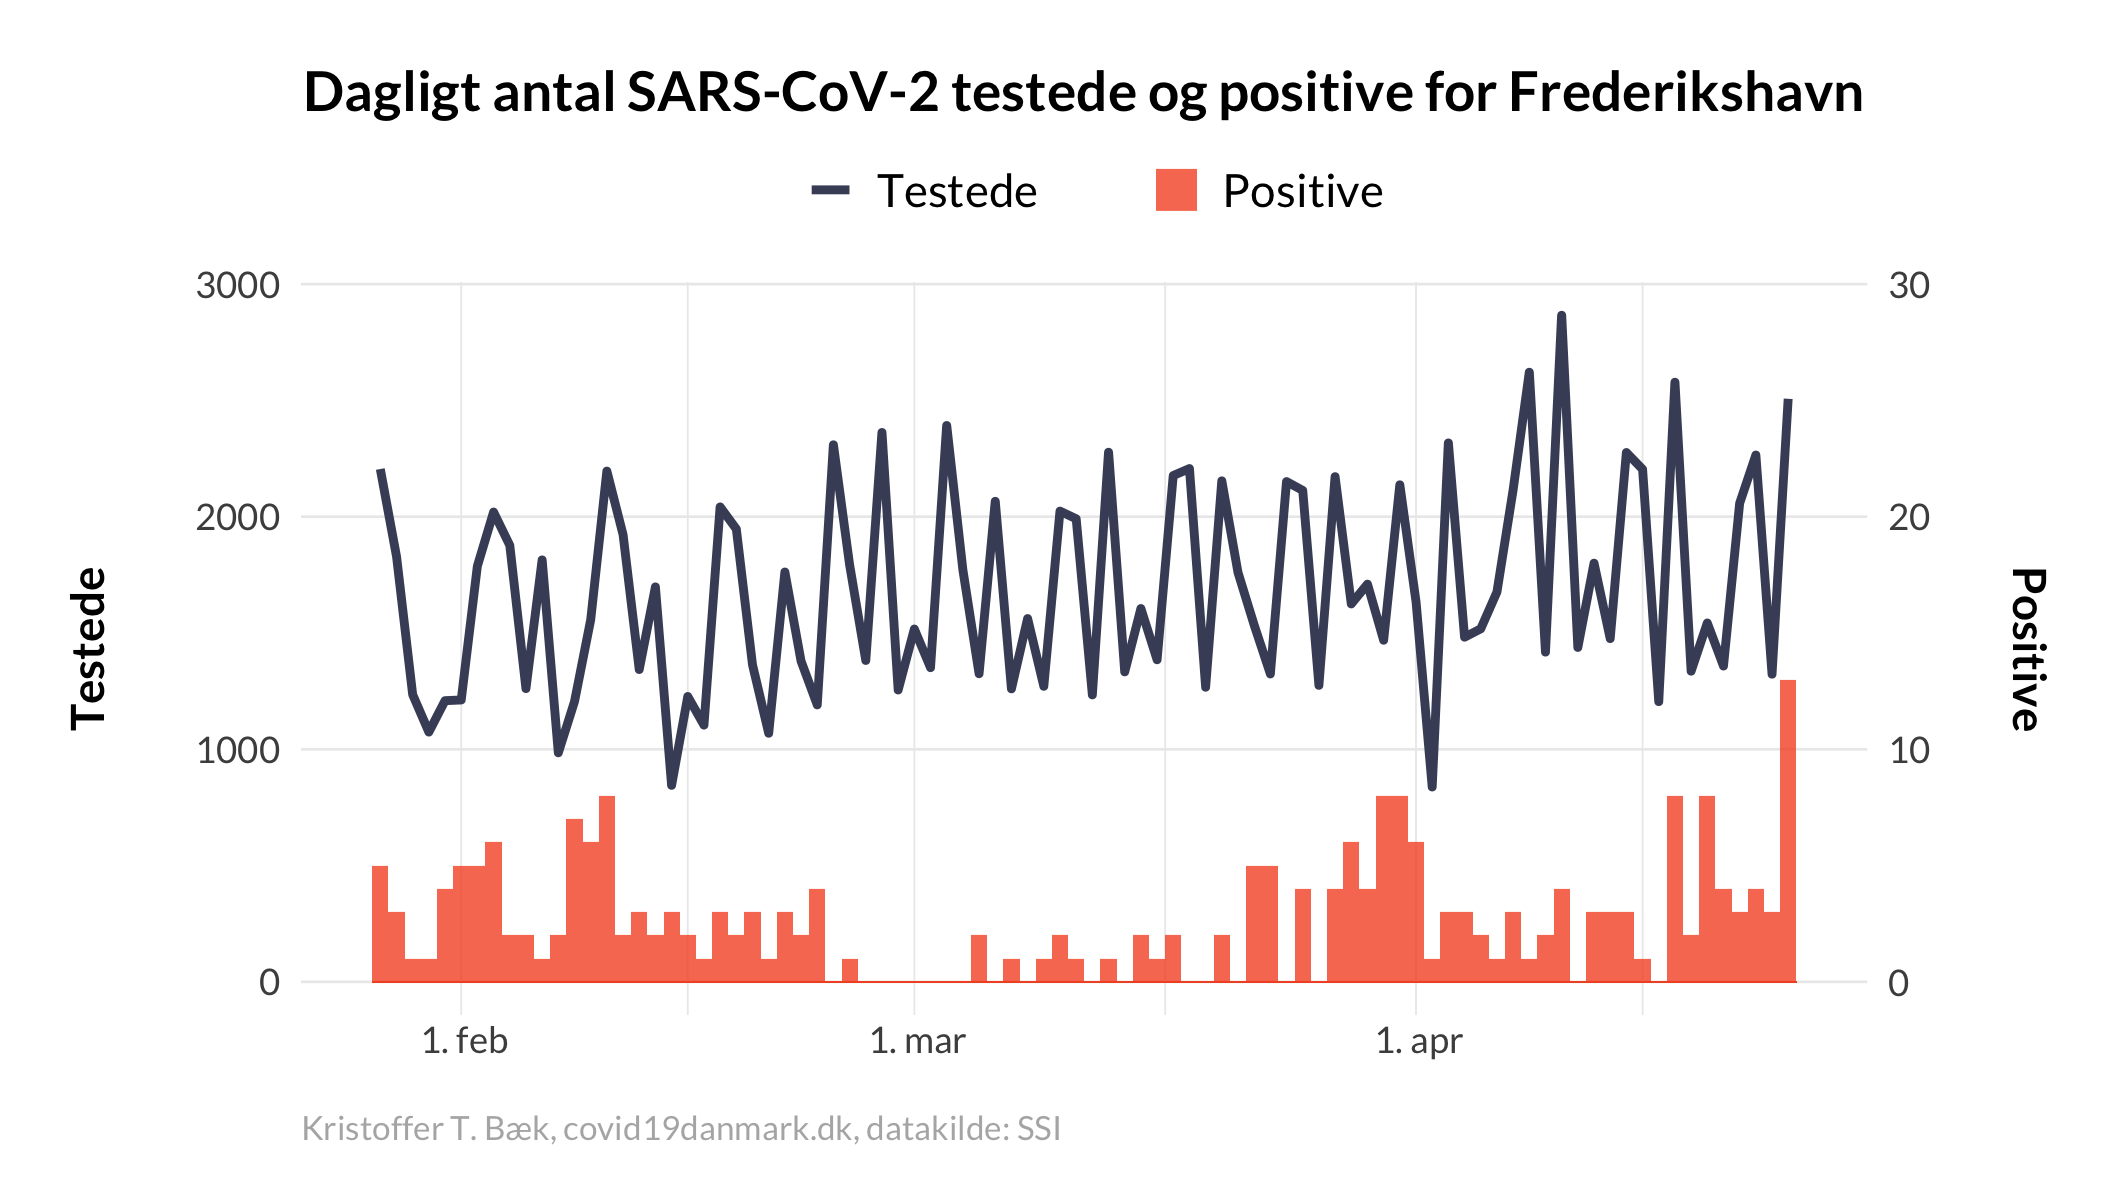 Dagligt antal SARS-CoV-2 testede og positive for Frederikshavn
Testede
Positive
3000
2000
1000
0
30
20
10
0
Testede
Positive
1. feb
1. mar
1. apr
Kristoffer T. Bæk, covid19danmark.dk, datakilde: SSI